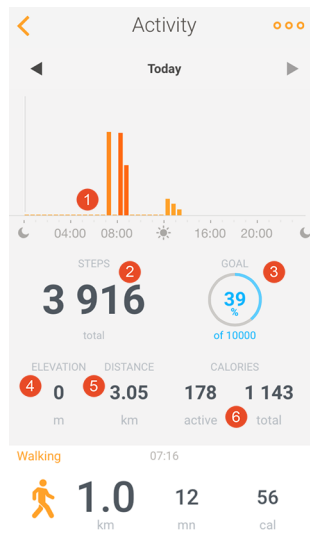 Activity
Today
1
04:00 08:00 16:00 20:00
STEPS 2 GOAL 3
3 916 39
%
total of 10000
ELEVATION DISTANCE CALORIES
4 0 5 3.05 178 1 143
m km active 6 total
Walking 07:16
1.0 12 56
km mn cal